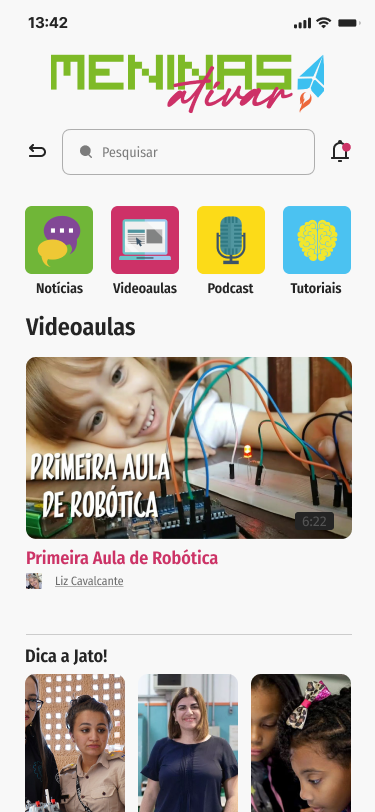 13:42
MENINAS
ativar
Pesquisar
Notícias
Videoaulas
Podcast
Tutoriais
Videoaulas
PRIMEIRA AULA
DE ROBÓTICA
6:22
Primeira Aula de Robótica
Liz Cavalcante
Dica a Jato!